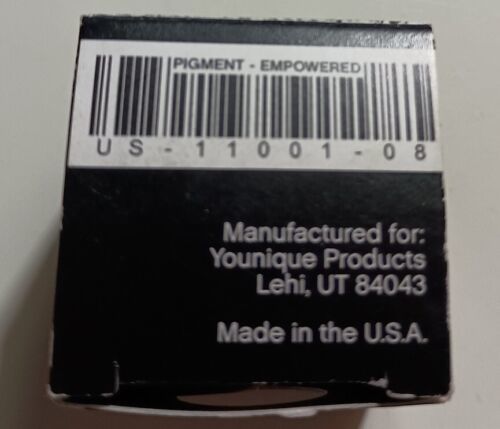 PIGMENT - EMPOWERED
US-11001-08
Manufactured for:
Younique Products
Lehi, UT 84043
Made in the U.S.A.